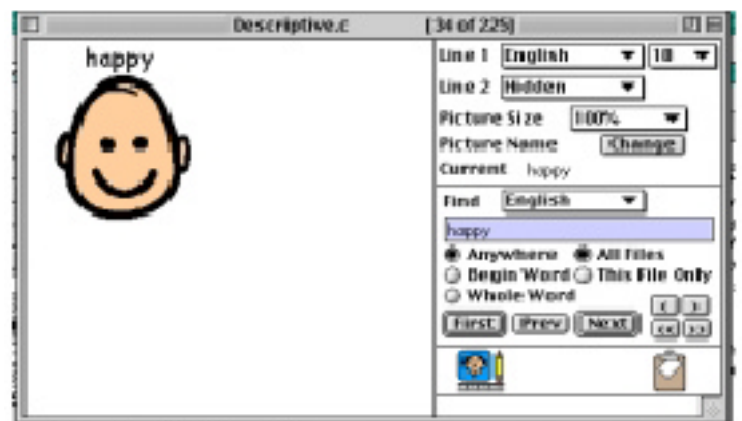 Descriptive.c [34 of 225]
happy
Line 1 English 18
Line 2 Hidden
Picture Size 100%
Picture Name Change
Current happy
Find English
happy
Anywhere All Files
Begin Word This File Only
Whole Word
First Prev Next